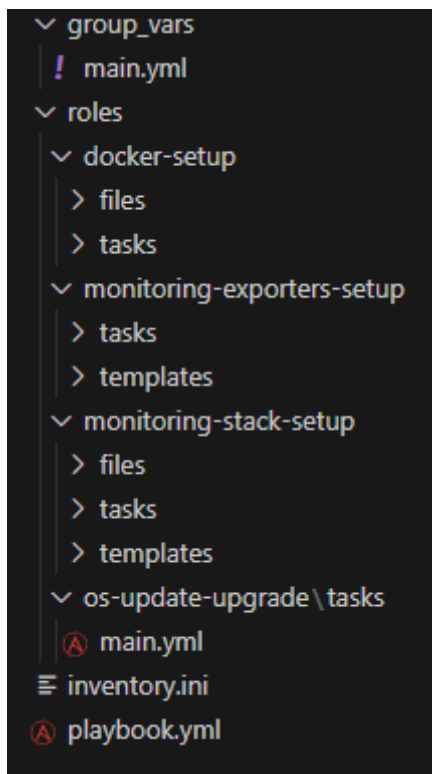 group_vars
! main.yml
roles
docker-setup
files
tasks
monitoring-exporters-setup
tasks
templates
monitoring-stack-setup
files
tasks
templates
os-update-upgrade\tasks
main.yml
inventory.ini
playbook.yml